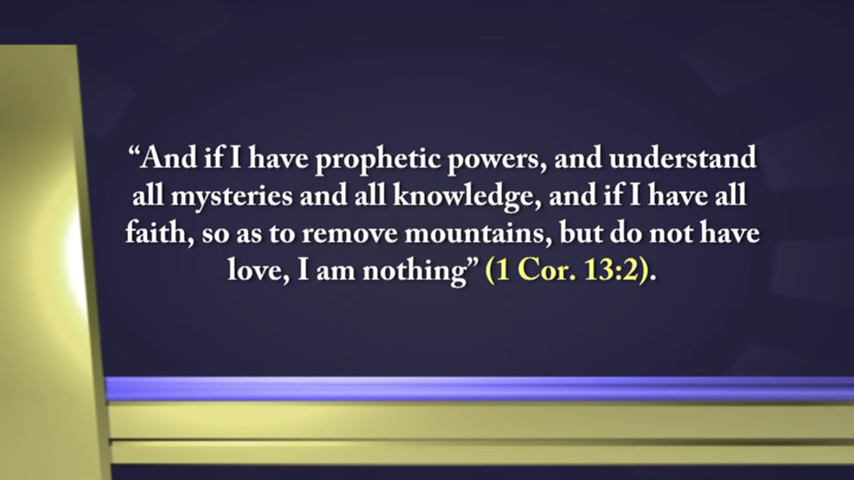 “And if I have prophetic powers, and understand
all mysteries and all knowledge, and if I have all
faith, so as to remove mountains, but do not have
love, I am nothing” (1 Cor. 13:2).